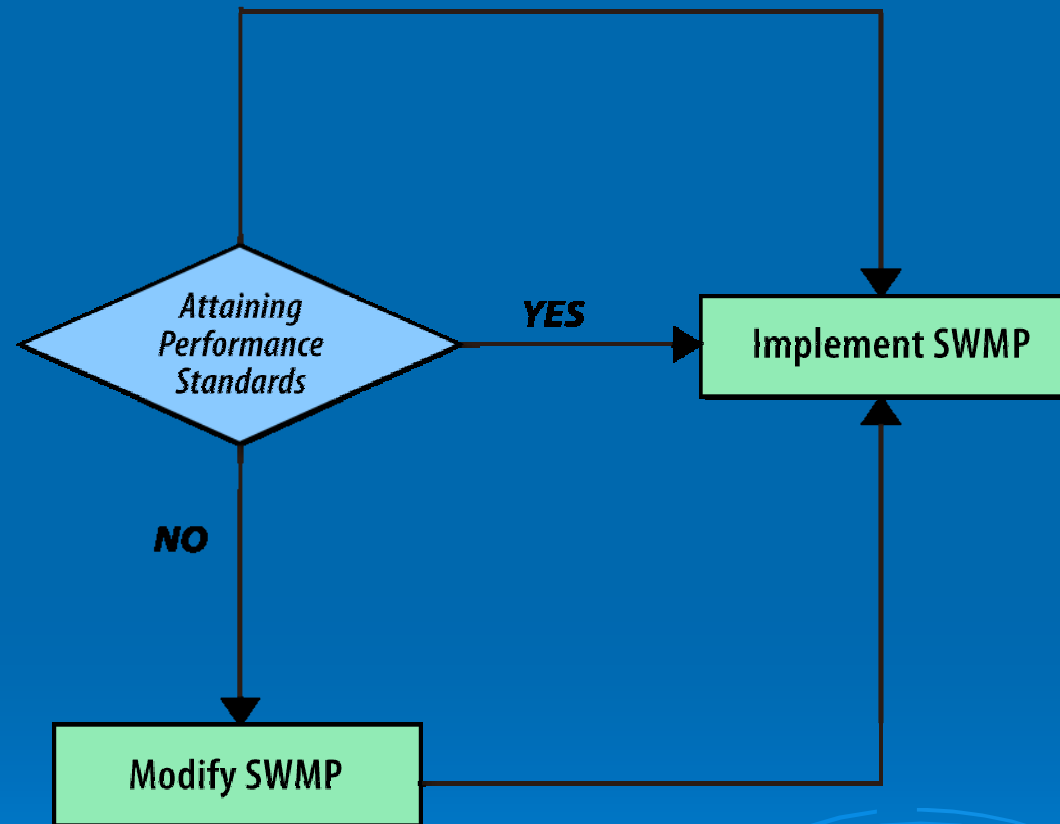 Attaining
Performance
Standards
YES
Implement SWMP
NO
Modify SWMP